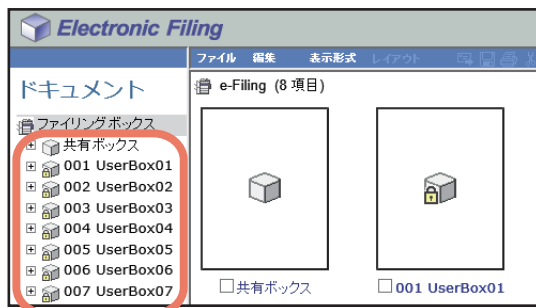 Electronic Filing
ファイル 編集 表示形式 レイアウト
ドキュメント
e-Filing (8 項目)
ファイリングボックス
共有ボックス
001 UserBox01
002 UserBox02
003 UserBox03
004 UserBox04
005 UserBox05
006 UserBox06
007 UserBox07
共有ボックス
001 UserBox01